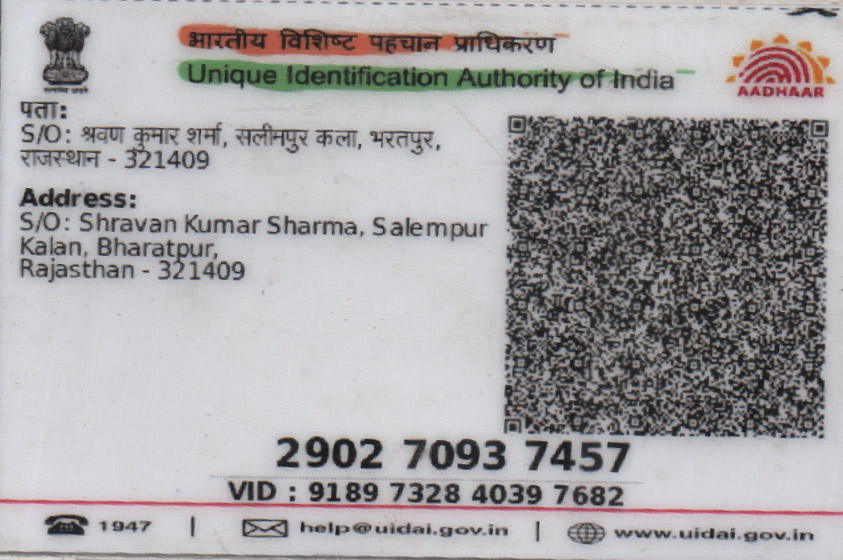 भारतीय विशिष्ट पहचान प्राधिकरण
Unique Identification Authority of India
AADHAAR
पता:
S/O: श्रवण कुमार शर्मा, सलीमपुर कला, भरतपुर,
राजस्थान - 321409
Address:
S/O: Shravan Kumar Sharma, Salempur
Kalan, Bharatpur,
Rajasthan - 321409
2902 7093 7457
VID : 9189 7328 4039 7682
1947 | help@uidai.gov.in | www.uidai.gov.in